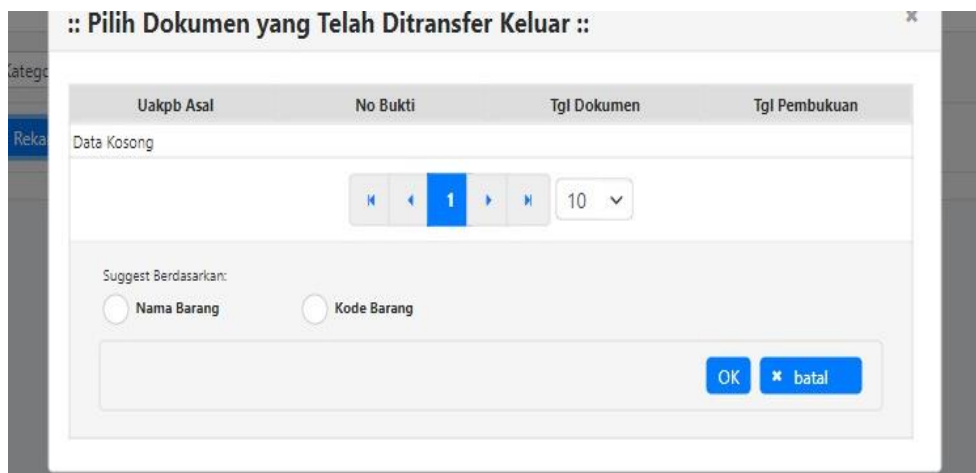 :: Pilih Dokumen yang Telah Ditransfer Keluar ::
Uakpb Asal No Bukti Tgl Dokumen Tgl Pembukuan
Data Kosong
1 10
Suggest Berdasarkan:
Nama Barang Kode Barang
OK batal